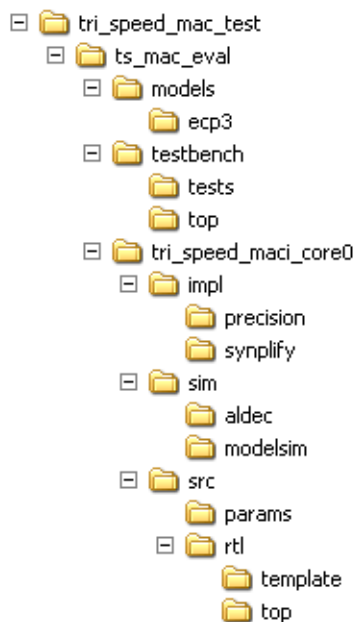 tri_speed_mac_test
ts_mac_eval
models
ecp3
testbench
tests
top
tri_speed_maci_core0
impl
precision
synplify
sim
aldec
modelsim
src
params
rtl
template
top